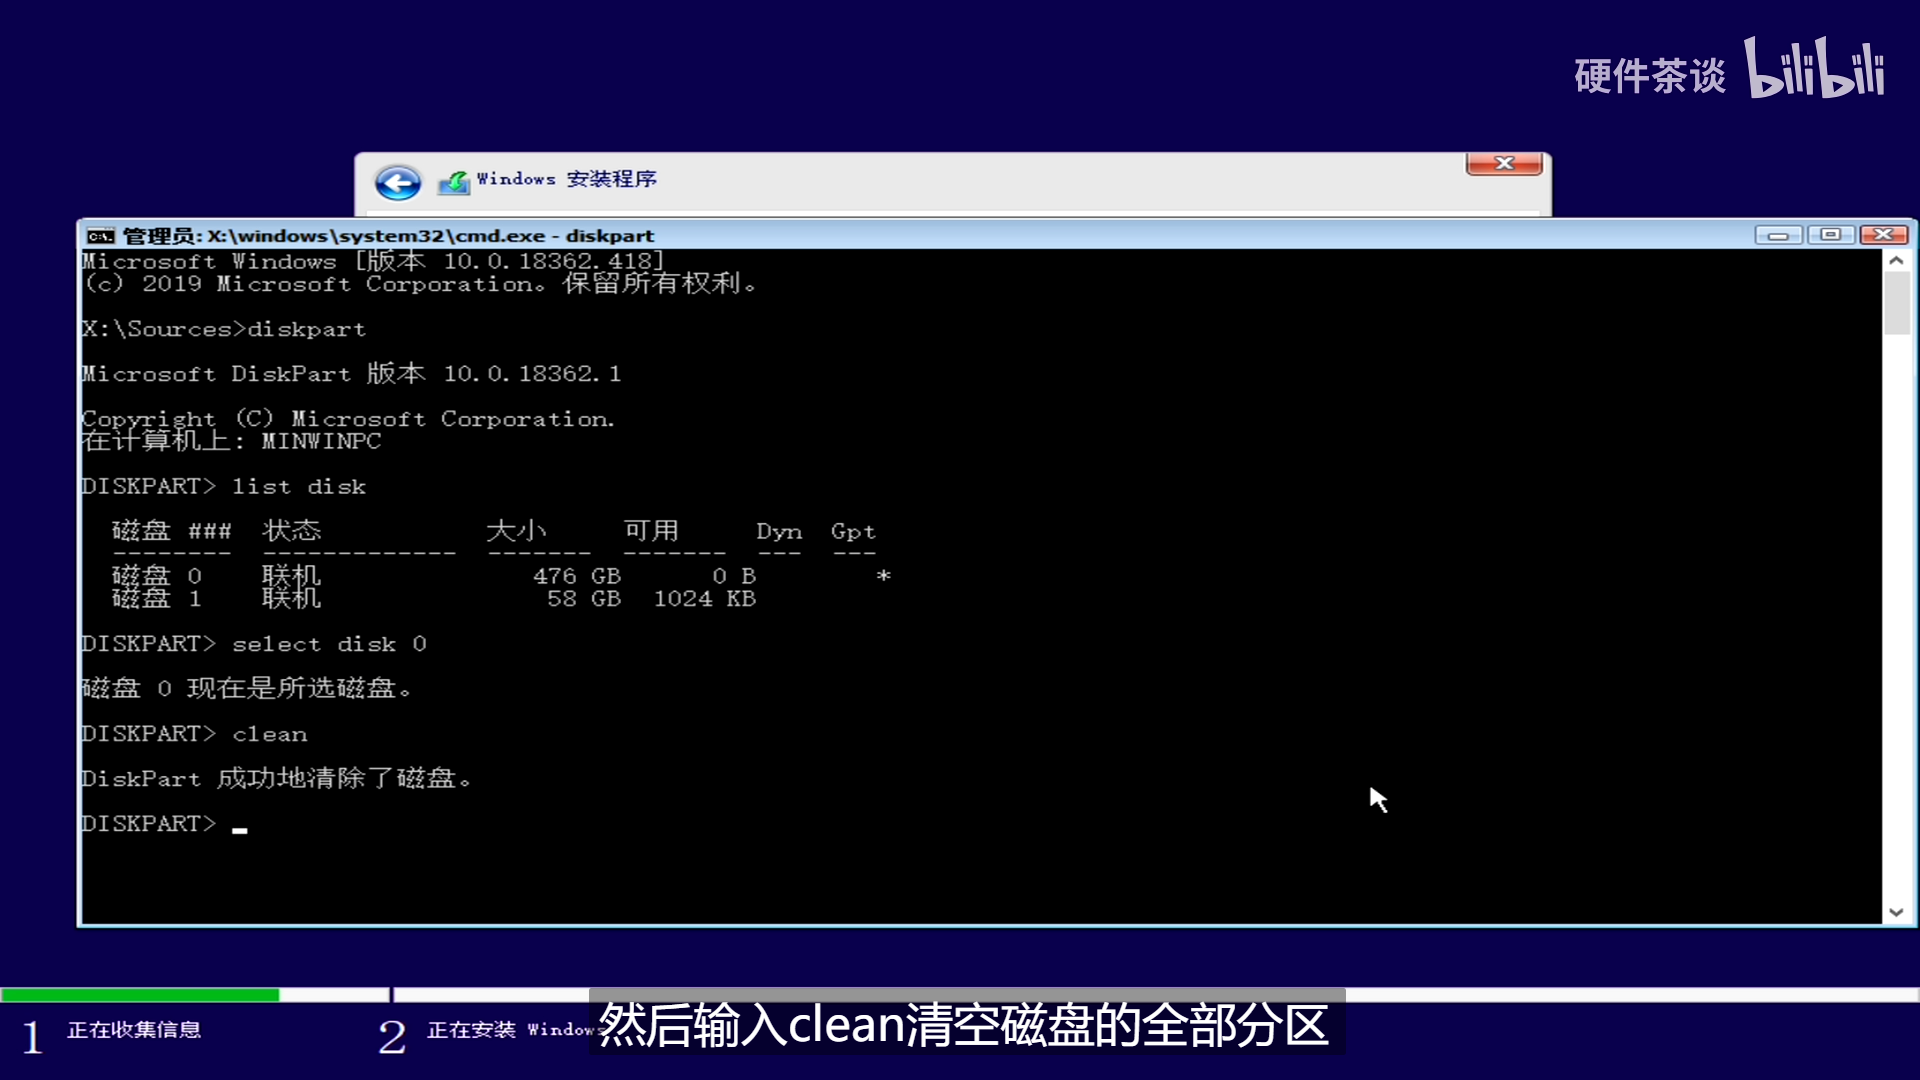 硬件茶谈 bilibili
Windows 安装程序
管理员: X:\windows\system32\cmd.exe - diskpart
Microsoft Windows [版本 10.0.18362.418]
(c) 2019 Microsoft Corporation。保留所有权利。
X:\Sources>diskpart
Microsoft DiskPart 版本 10.0.18362.1
Copyright (C) Microsoft Corporation.
在计算机上: MINWINPC
DISKPART> list disk
磁盘 ### 状态 大小 可用 Dyn Gpt
-------- ------------- ------- ------- --- ---
磁盘 0 联机 476 GB 0 B *
磁盘 1 联机 58 GB 1024 KB
DISKPART> select disk 0
磁盘 0 现在是所选磁盘。
DISKPART> clean
DiskPart 成功地清除了磁盘。
DISKPART> _
1 正在收集信息 2 正在安装 Windows
然后输入clean清空磁盘的全部分区